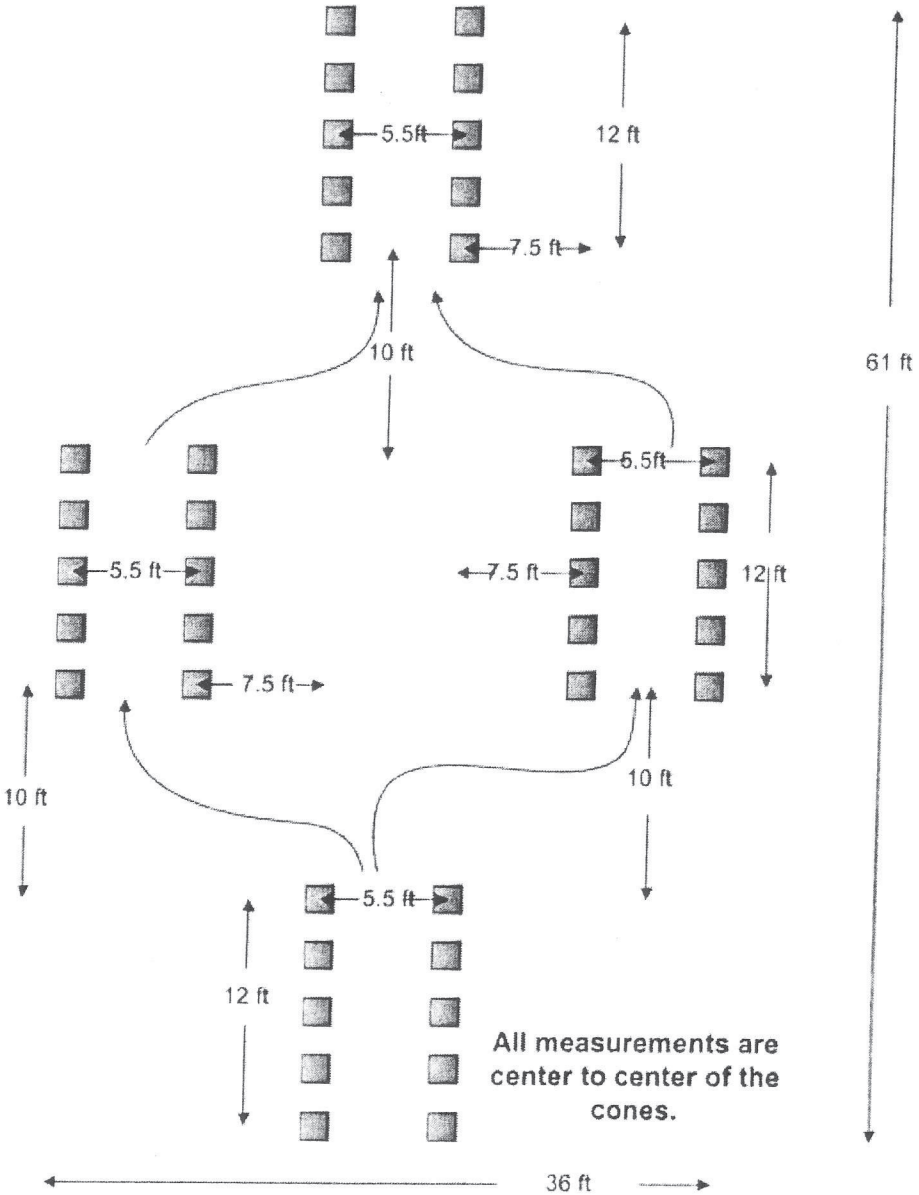 5.5ft
12 ft
7.5 ft
10 ft
61 ft
5.5ft
5.5 ft
7.5 ft
12 ft
7.5 ft
10 ft
10 ft
5.5 ft
12 ft
All measurements are
center to center of the
cones.
36 ft